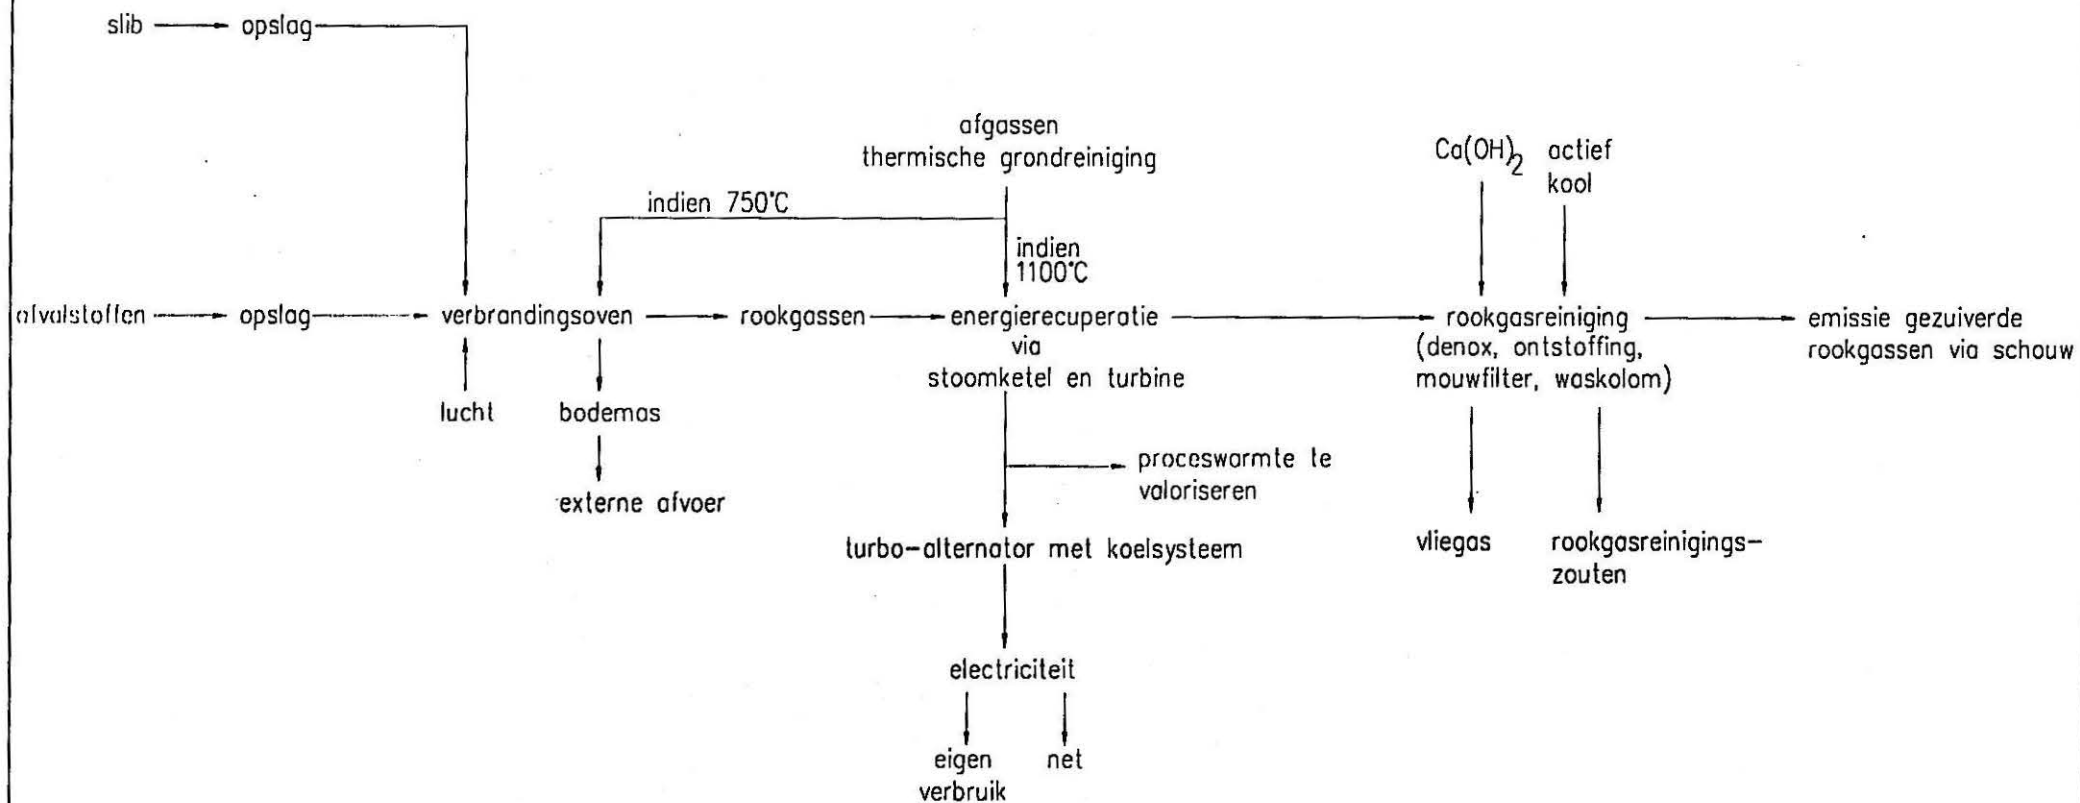 slib opslag
afgassen
thermische grondreiniging
Ca(OH)2 actief
kool
indien 750°C
indien
1100°C
afvalstoffen opslag verbrandingsoven rookgassen energierecuperatie rookgasreiniging emissie gezuiverde
via (denox, ontstoffing, rookgassen via schouw
stoomketel en turbine mouwfilter, waskolom)
lucht bodemas
proceswarmte te
valoriseren
externe afvoer
turbo-alternator met koelsysteem vliegas rookgasreinigings-
zouten
electriciteit
eigen net
verbruik